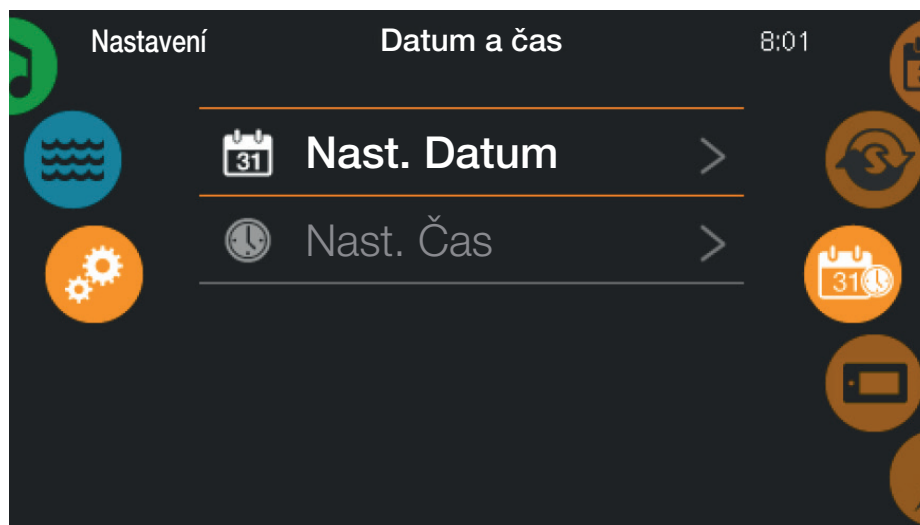 Nastavení
Datum a čas
8:01
31
Nast. Datum
Nast. Čas
31